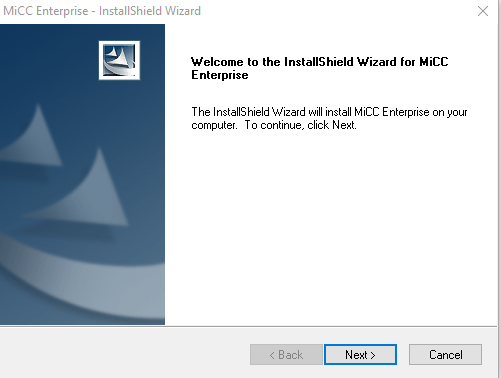 MiCC Enterprise - InstallShield Wizard
Welcome to the InstallShield Wizard for MiCC
Enterprise
The InstallShield Wizard will install MiCC Enterprise on your
computer. To continue, click Next.
< Back
Next >
Cancel